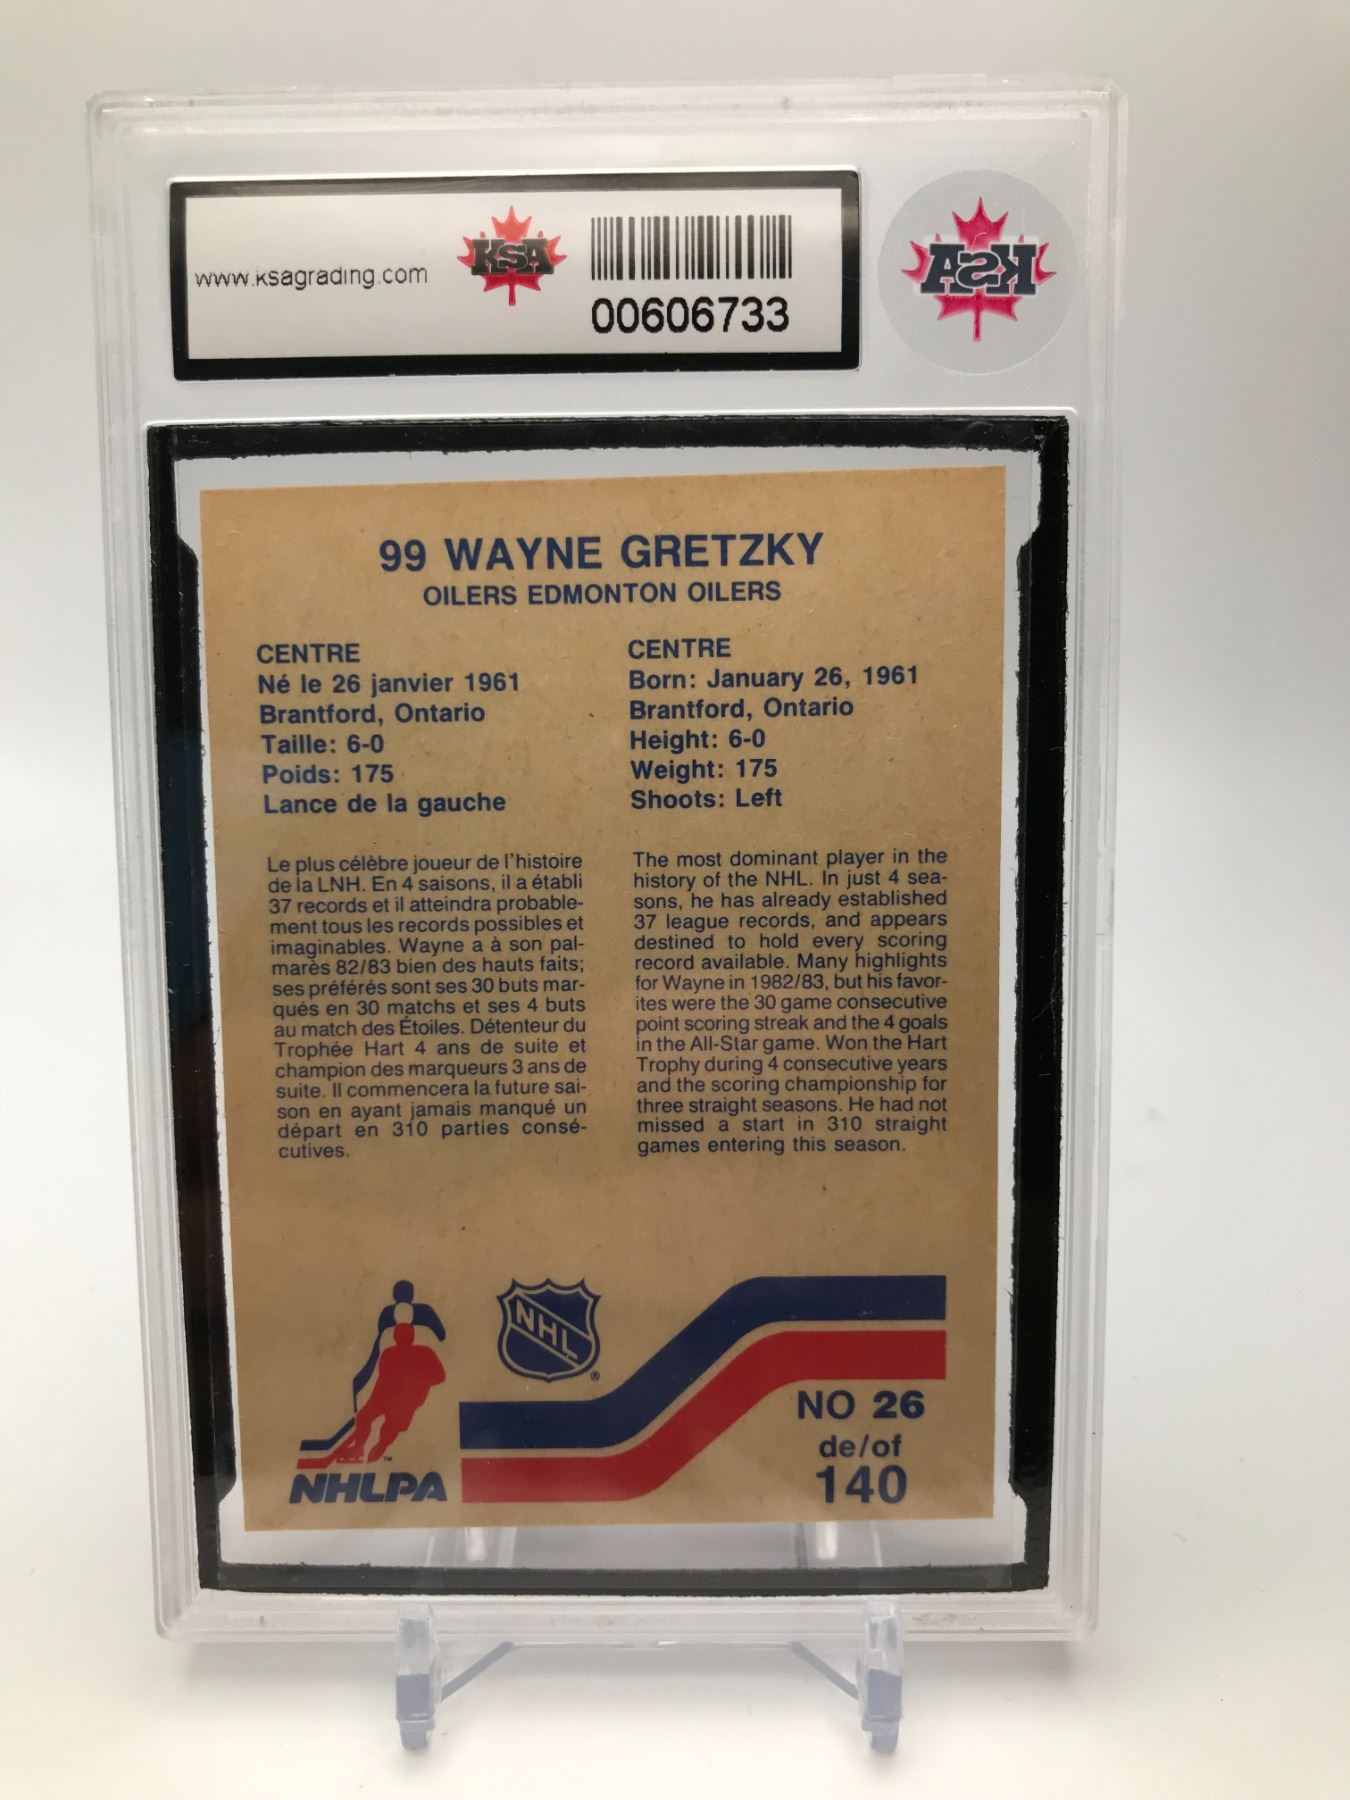 www.ksagrading.com
KSA
00606733
KSA
99 WAYNE GRETZKY
OILERS EDMONTON OILERS
CENTRE
Né le 26 janvier 1961
Brantford, Ontario
Taille: 6-0
Poids: 175
Lance de la gauche
CENTRE
Born: January 26, 1961
Brantford, Ontario
Height: 6-0
Weight: 175
Shoots: Left
Le plus célèbre joueur de l'histoire
de la LNH. En 4 saisons, il a établi
37 records et il atteindra probable-
ment tous les records possibles et
imaginables. Wayne a à son pal-
marès 82/83 bien des hauts faits;
ses préférés sont ses 30 buts mar-
qués en 30 matchs et ses 4 buts
au match des Étoiles. Détenteur du
Trophée Hart 4 ans de suite et
champion des marqueurs 3 ans de
suite. Il commencera la future sai-
son en ayant jamais manqué un
départ en 310 parties consé-
cutives.
The most dominant player in the
history of the NHL. In just 4 sea-
sons, he has already established
37 league records, and appears
destined to hold every scoring
record available. Many highlights
for Wayne in 1982/83, but his favor-
ites were the 30 game consecutive
point scoring streak and the 4 goals
in the All-Star game. Won the Hart
Trophy during 4 consecutive years
and the scoring championship for
three straight seasons. He had not
missed a start in 310 straight
games entering this season.
NHL®
™
NHLPA
NO 26
de/of
140